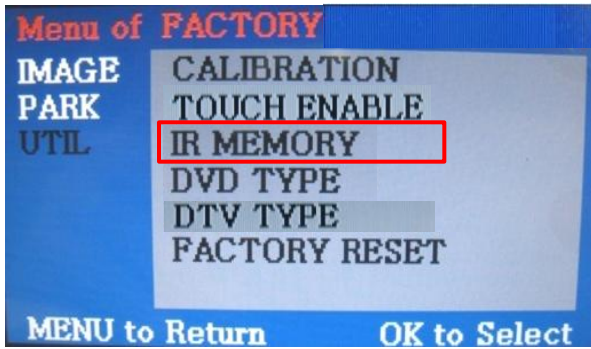 Menu of FACTORY
IMAGE
PARK
UTIL
CALIBRATION
TOUCH ENABLE
IR MEMORY
DVD TYPE
DTV TYPE
FACTORY RESET
MENU to Return
OK to Select